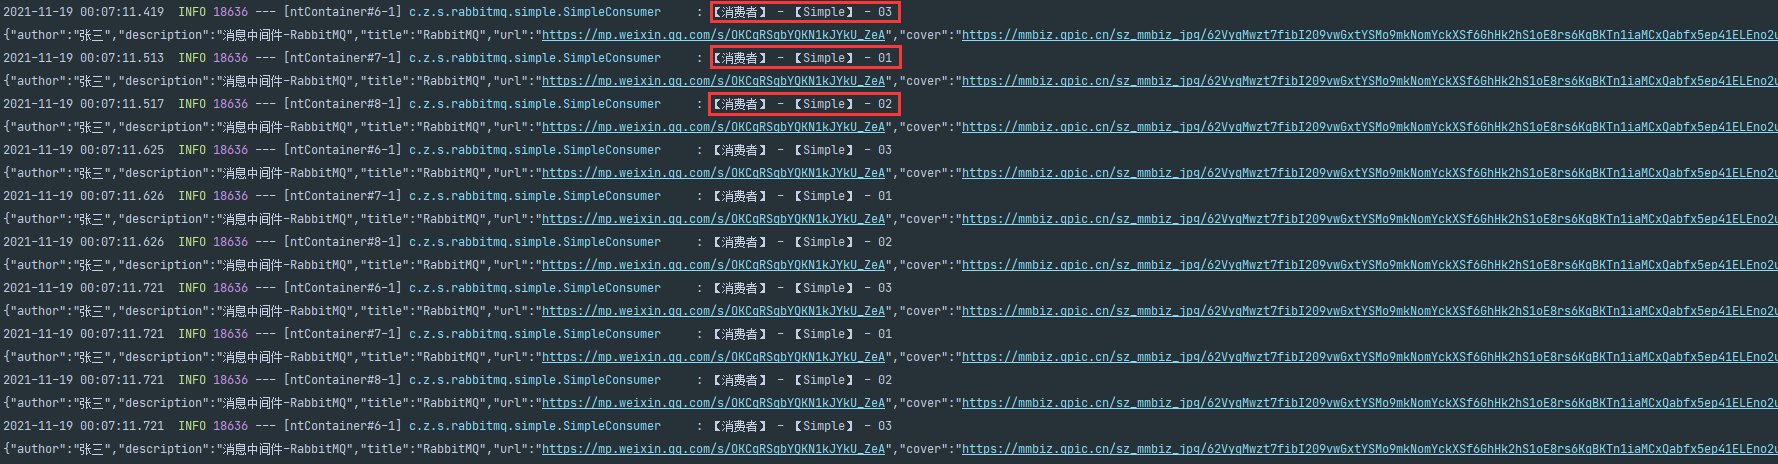 2021-11-19 00:07:11.419  INFO 18636 --- [ntContainer#6-1] c.z.s.rabbitmq.simple.SimpleConsumer     : 【消费者】 - 【Simple】 - 03
{"author":"张三","description":"消息中间件-RabbitMQ","title":"RabbitMQ","url":"https://mp.weixin.qq.com/s/OKCqRSgbYQKN1kJYkU_ZeA","cover":"https://mmbiz.qpic.cn/sz_mmbiz_jpg/62VyqMwzt7fibI209vwGxtYSMo9mkNomYckXSf6GhHk2hS1oE8rs6KqBKTn1iaMCxQabfx5ep41ELEno2u
2021-11-19 00:07:11.513  INFO 18636 --- [ntContainer#7-1] c.z.s.rabbitmq.simple.SimpleConsumer     : 【消费者】 - 【Simple】 - 01
{"author":"张三","description":"消息中间件-RabbitMQ","title":"RabbitMQ","url":"https://mp.weixin.qq.com/s/OKCqRSgbYQKN1kJYkU_ZeA","cover":"https://mmbiz.qpic.cn/sz_mmbiz_jpg/62VyqMwzt7fibI209vwGxtYSMo9mkNomYckXSf6GhHk2hS1oE8rs6KqBKTn1iaMCxQabfx5ep41ELEno2u
2021-11-19 00:07:11.517  INFO 18636 --- [ntContainer#8-1] c.z.s.rabbitmq.simple.SimpleConsumer     : 【消费者】 - 【Simple】 - 02
{"author":"张三","description":"消息中间件-RabbitMQ","title":"RabbitMQ","url":"https://mp.weixin.qq.com/s/OKCqRSgbYQKN1kJYkU_ZeA","cover":"https://mmbiz.qpic.cn/sz_mmbiz_jpg/62VyqMwzt7fibI209vwGxtYSMo9mkNomYckXSf6GhHk2hS1oE8rs6KqBKTn1iaMCxQabfx5ep41ELEno2u
2021-11-19 00:07:11.625  INFO 18636 --- [ntContainer#6-1] c.z.s.rabbitmq.simple.SimpleConsumer     : 【消费者】 - 【Simple】 - 03
{"author":"张三","description":"消息中间件-RabbitMQ","title":"RabbitMQ","url":"https://mp.weixin.qq.com/s/OKCqRSgbYQKN1kJYkU_ZeA","cover":"https://mmbiz.qpic.cn/sz_mmbiz_jpg/62VyqMwzt7fibI209vwGxtYSMo9mkNomYckXSf6GhHk2hS1oE8rs6KqBKTn1iaMCxQabfx5ep41ELEno2u
2021-11-19 00:07:11.626  INFO 18636 --- [ntContainer#7-1] c.z.s.rabbitmq.simple.SimpleConsumer     : 【消费者】 - 【Simple】 - 01
{"author":"张三","description":"消息中间件-RabbitMQ","title":"RabbitMQ","url":"https://mp.weixin.qq.com/s/OKCqRSgbYQKN1kJYkU_ZeA","cover":"https://mmbiz.qpic.cn/sz_mmbiz_jpg/62VyqMwzt7fibI209vwGxtYSMo9mkNomYckXSf6GhHk2hS1oE8rs6KqBKTn1iaMCxQabfx5ep41ELEno2u
2021-11-19 00:07:11.626  INFO 18636 --- [ntContainer#8-1] c.z.s.rabbitmq.simple.SimpleConsumer     : 【消费者】 - 【Simple】 - 02
{"author":"张三","description":"消息中间件-RabbitMQ","title":"RabbitMQ","url":"https://mp.weixin.qq.com/s/OKCqRSgbYQKN1kJYkU_ZeA","cover":"https://mmbiz.qpic.cn/sz_mmbiz_jpg/62VyqMwzt7fibI209vwGxtYSMo9mkNomYckXSf6GhHk2hS1oE8rs6KqBKTn1iaMCxQabfx5ep41ELEno2u
2021-11-19 00:07:11.721  INFO 18636 --- [ntContainer#6-1] c.z.s.rabbitmq.simple.SimpleConsumer     : 【消费者】 - 【Simple】 - 03
{"author":"张三","description":"消息中间件-RabbitMQ","title":"RabbitMQ","url":"https://mp.weixin.qq.com/s/OKCqRSgbYQKN1kJYkU_ZeA","cover":"https://mmbiz.qpic.cn/sz_mmbiz_jpg/62VyqMwzt7fibI209vwGxtYSMo9mkNomYckXSf6GhHk2hS1oE8rs6KqBKTn1iaMCxQabfx5ep41ELEno2u
2021-11-19 00:07:11.721  INFO 18636 --- [ntContainer#7-1] c.z.s.rabbitmq.simple.SimpleConsumer     : 【消费者】 - 【Simple】 - 01
{"author":"张三","description":"消息中间件-RabbitMQ","title":"RabbitMQ","url":"https://mp.weixin.qq.com/s/OKCqRSgbYQKN1kJYkU_ZeA","cover":"https://mmbiz.qpic.cn/sz_mmbiz_jpg/62VyqMwzt7fibI209vwGxtYSMo9mkNomYckXSf6GhHk2hS1oE8rs6KqBKTn1iaMCxQabfx5ep41ELEno2u
2021-11-19 00:07:11.721  INFO 18636 --- [ntContainer#8-1] c.z.s.rabbitmq.simple.SimpleConsumer     : 【消费者】 - 【Simple】 - 02
{"author":"张三","description":"消息中间件-RabbitMQ","title":"RabbitMQ","url":"https://mp.weixin.qq.com/s/OKCqRSgbYQKN1kJYkU_ZeA","cover":"https://mmbiz.qpic.cn/sz_mmbiz_jpg/62VyqMwzt7fibI209vwGxtYSMo9mkNomYckXSf6GhHk2hS1oE8rs6KqBKTn1iaMCxQabfx5ep41ELEno2u
2021-11-19 00:07:11.721  INFO 18636 --- [ntContainer#6-1] c.z.s.rabbitmq.simple.SimpleConsumer     : 【消费者】 - 【Simple】 - 03
{"author":"张三","description":"消息中间件-RabbitMQ","title":"RabbitMQ","url":"https://mp.weixin.qq.com/s/OKCqRSgbYQKN1kJYkU_ZeA","cover":"https://mmbiz.qpic.cn/sz_mmbiz_jpg/62VyqMwzt7fibI209vwGxtYSMo9mkNomYckXSf6GhHk2hS1oE8rs6KqBKTn1iaMCxQabfx5ep41ELEno2u